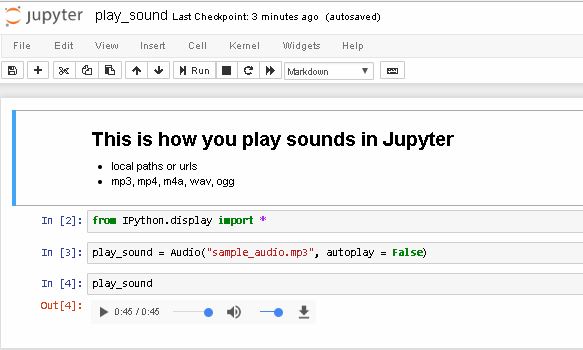 jupyter play_sound Last Checkpoint: 3 minutes ago (autosaved)
File Edit View Insert Cell Kernel Widgets Help
Run Markdown
This is how you play sounds in Jupyter
local paths or urls
mp3, mp4, m4a, wav, ogg
In [2]: from IPython.display import *
In [3]: play_sound = Audio("sample_audio.mp3", autoplay = False)
In [4]: play_sound
Out[4]: 0:45 / 0:45